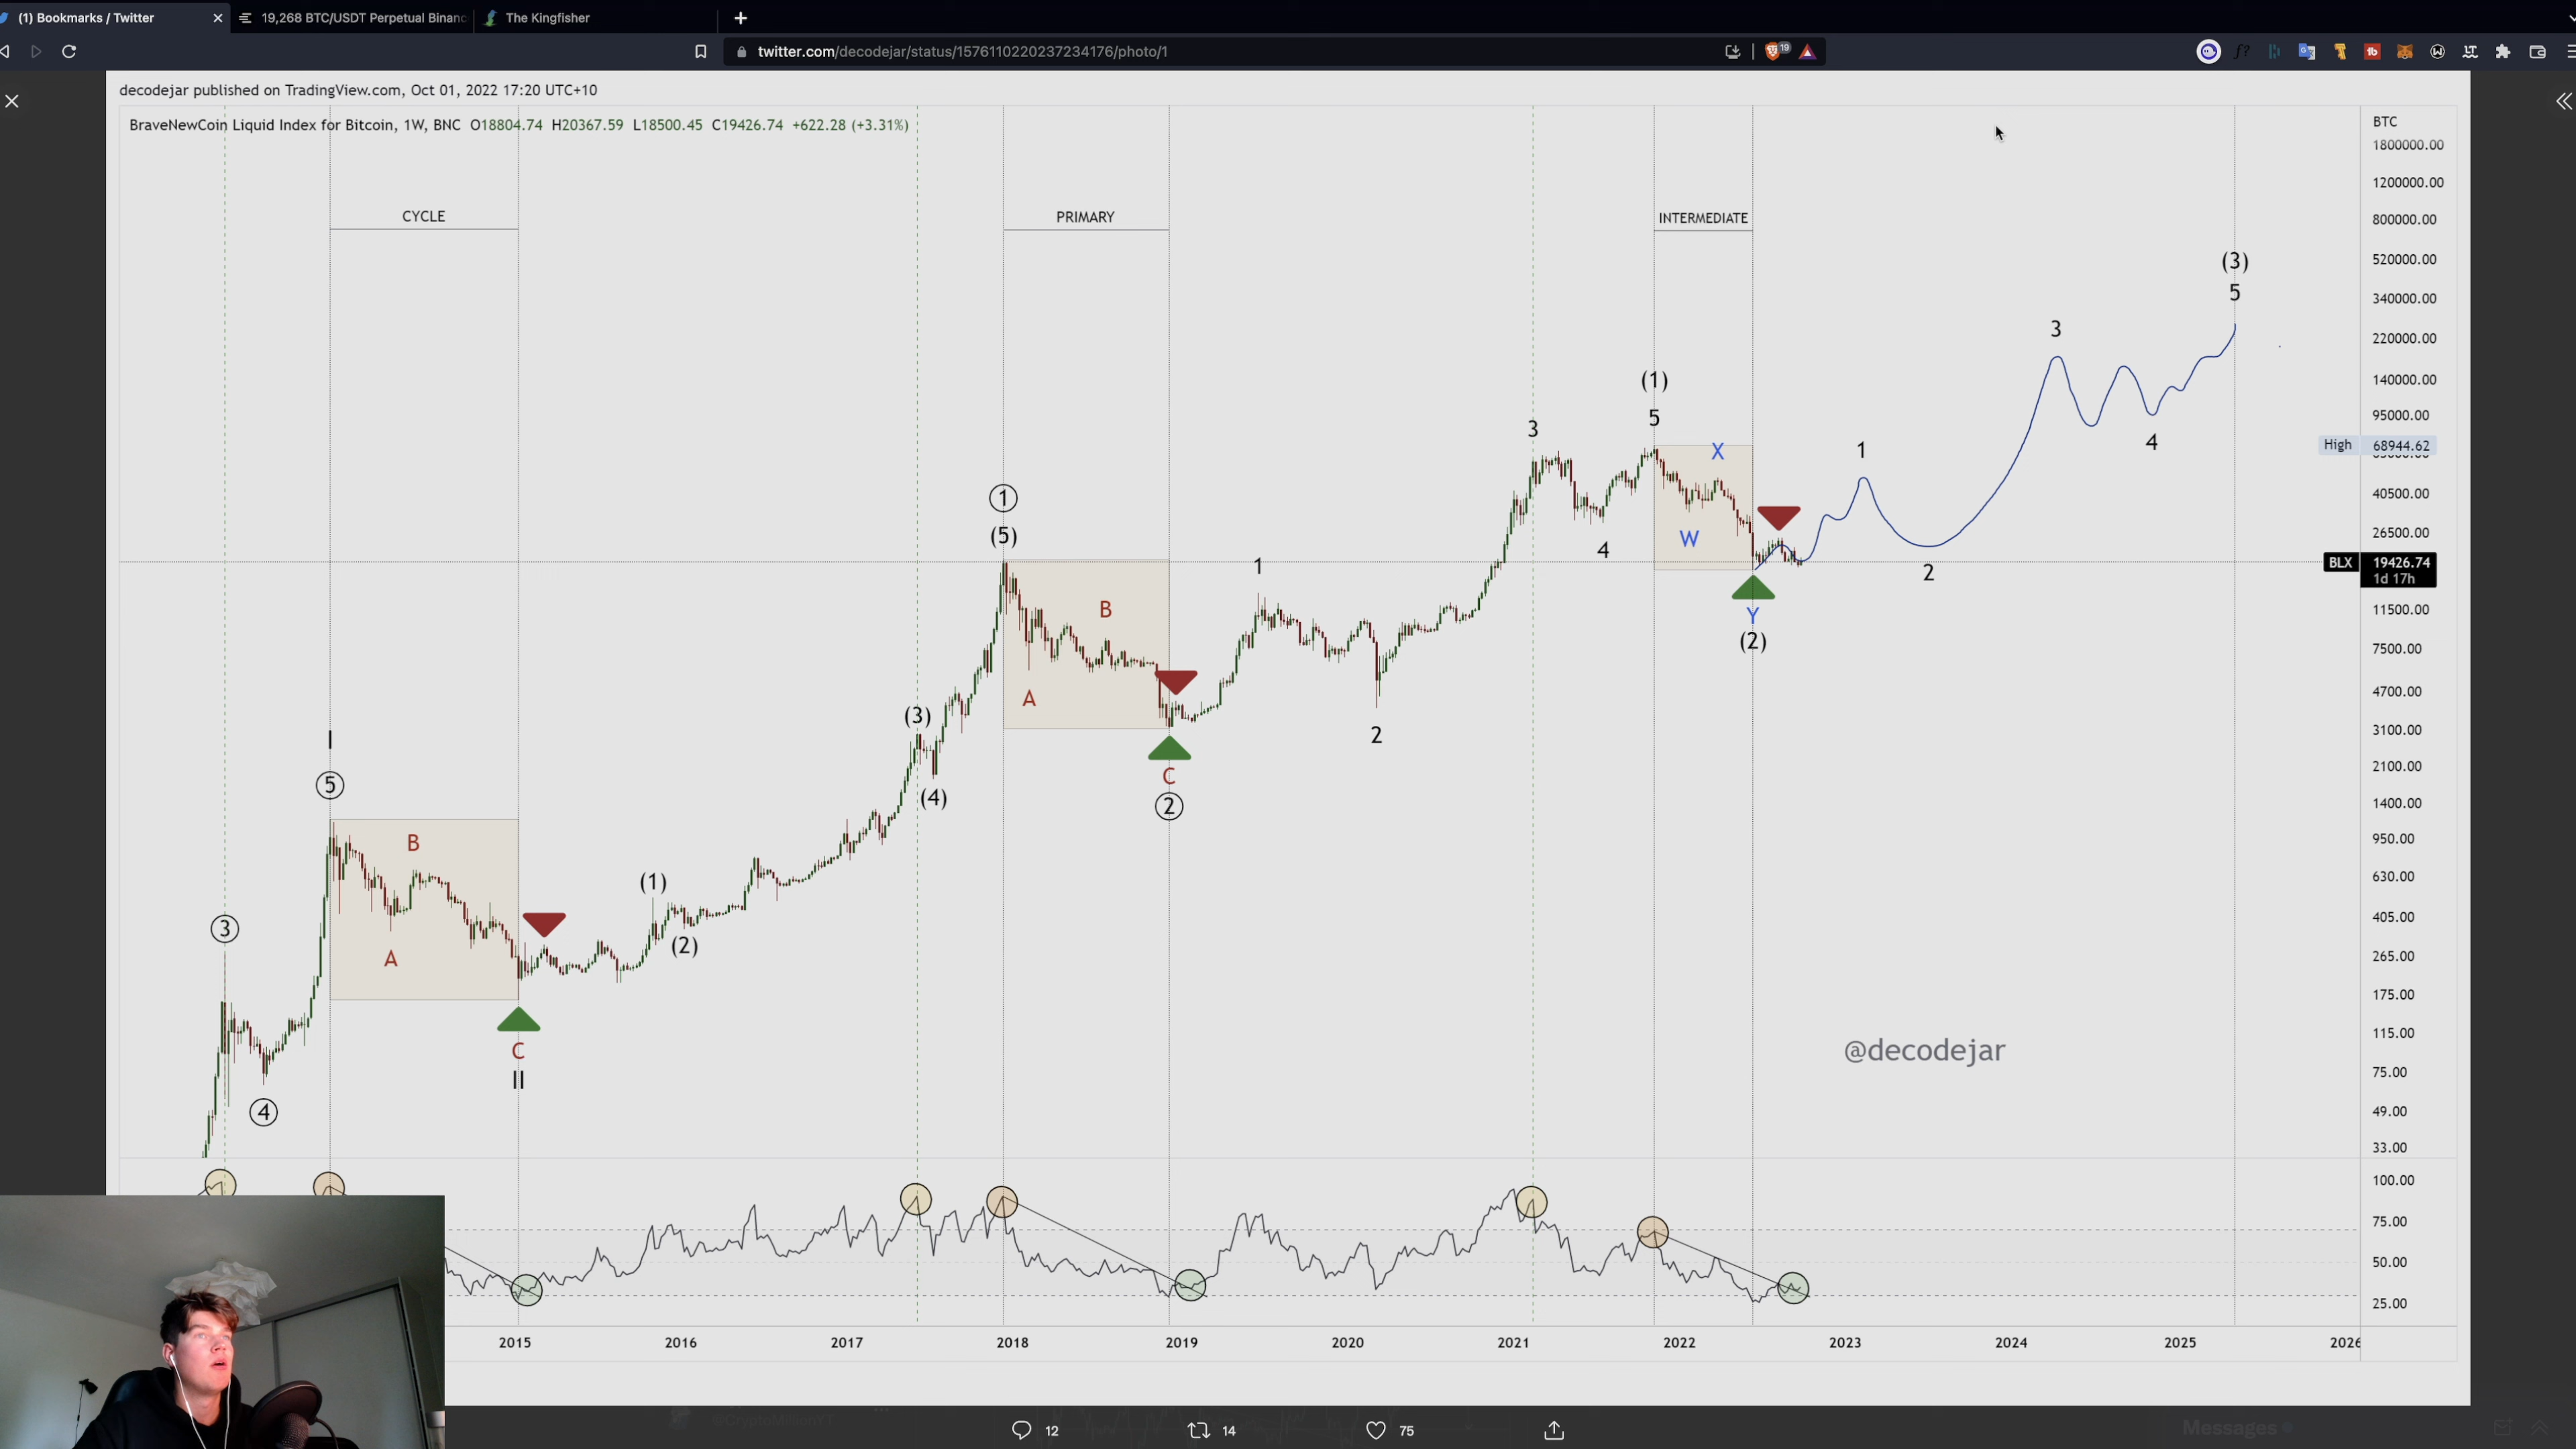 (1) Bookmarks / Twitter
19,268 BTC/USDT Perpetual Binanc
The Kingfisher
twitter.com/decodejar/status/1576110220237234176/photo/1
19
decodejar published on TradingView.com, Oct 01, 2022 17:20 UTC+10
BraveNewCoin Liquid Index for Bitcoin, 1W, BNC O18804.74 H20367.59 L18500.45 C19426.74 +622.28 (+3.31%)
BTC
1800000.00
1200000.00
CYCLE
PRIMARY
INTERMEDIATE
800000.00
520000.00
(3)
5
340000.00
3
220000.00
(1)
140000.00
5
3
95000.00
1
4
X
High 68944.62
①
40500.00
(5)
W
26500.00
4
1
2
BLX 19426.74
1d 17h
B
Y
11500.00
(2)
7500.00
A
4700.00
(3)
2
3100.00
I
C
2100.00
⑤
(4)
②
1400.00
B
950.00
(1)
630.00
③
405.00
A
(2)
265.00
175.00
115.00
C
@decodejar
II
75.00
④
49.00
33.00
100.00
75.00
50.00
25.00
2015 2016 2017 2018 2019 2020 2021 2022 2023 2024 2025 2026
@CryptoMillinnYT
12
14
75
Messages